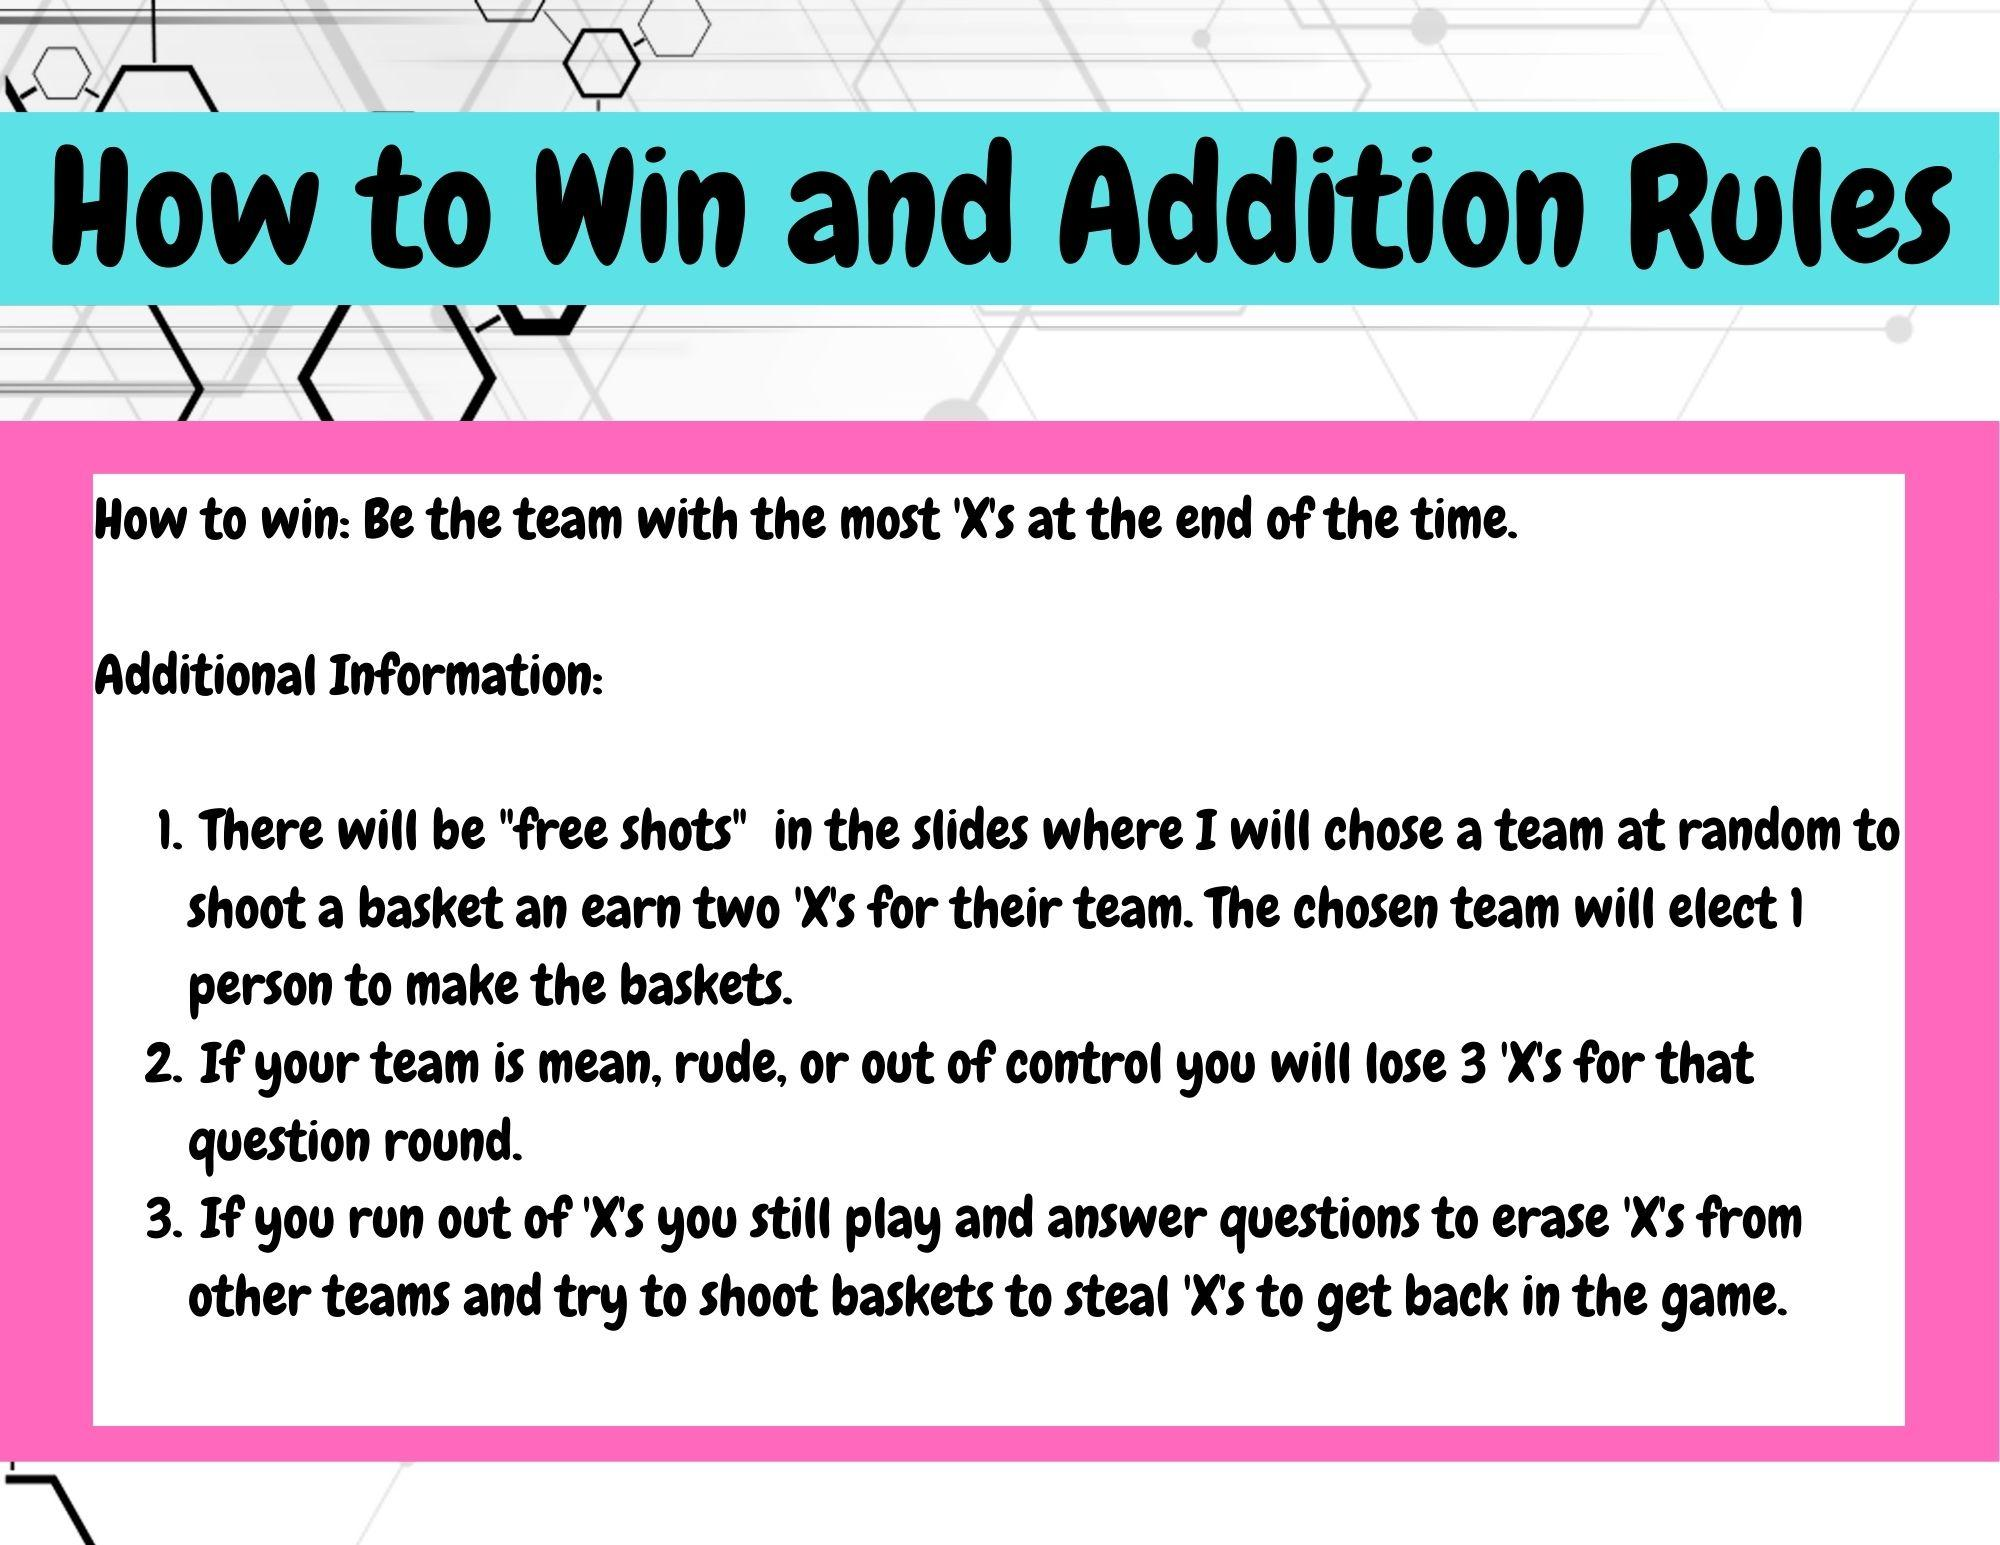 How to Win and Addition Rules
How to win: Be the team with the most 'X's at the end of the time.
Additional Information:
1. There will be "free shots"  in the slides where I will chose a team at random to
shoot a basket an earn two 'X's for their team. The chosen team will elect 1
person to make the baskets.
2. If your team is mean, rude, or out of control you will lose 3 'X's for that
question round.
3. If you run out of 'X's you still play and answer questions to erase 'X's from
other teams and try to shoot baskets to steal 'X's to get back in the game.